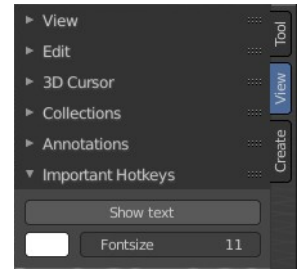 View
Edit
3D Cursor
Collections
Annotations
Important Hotkeys
Show text
Fontsize 11
Tool
View
Create